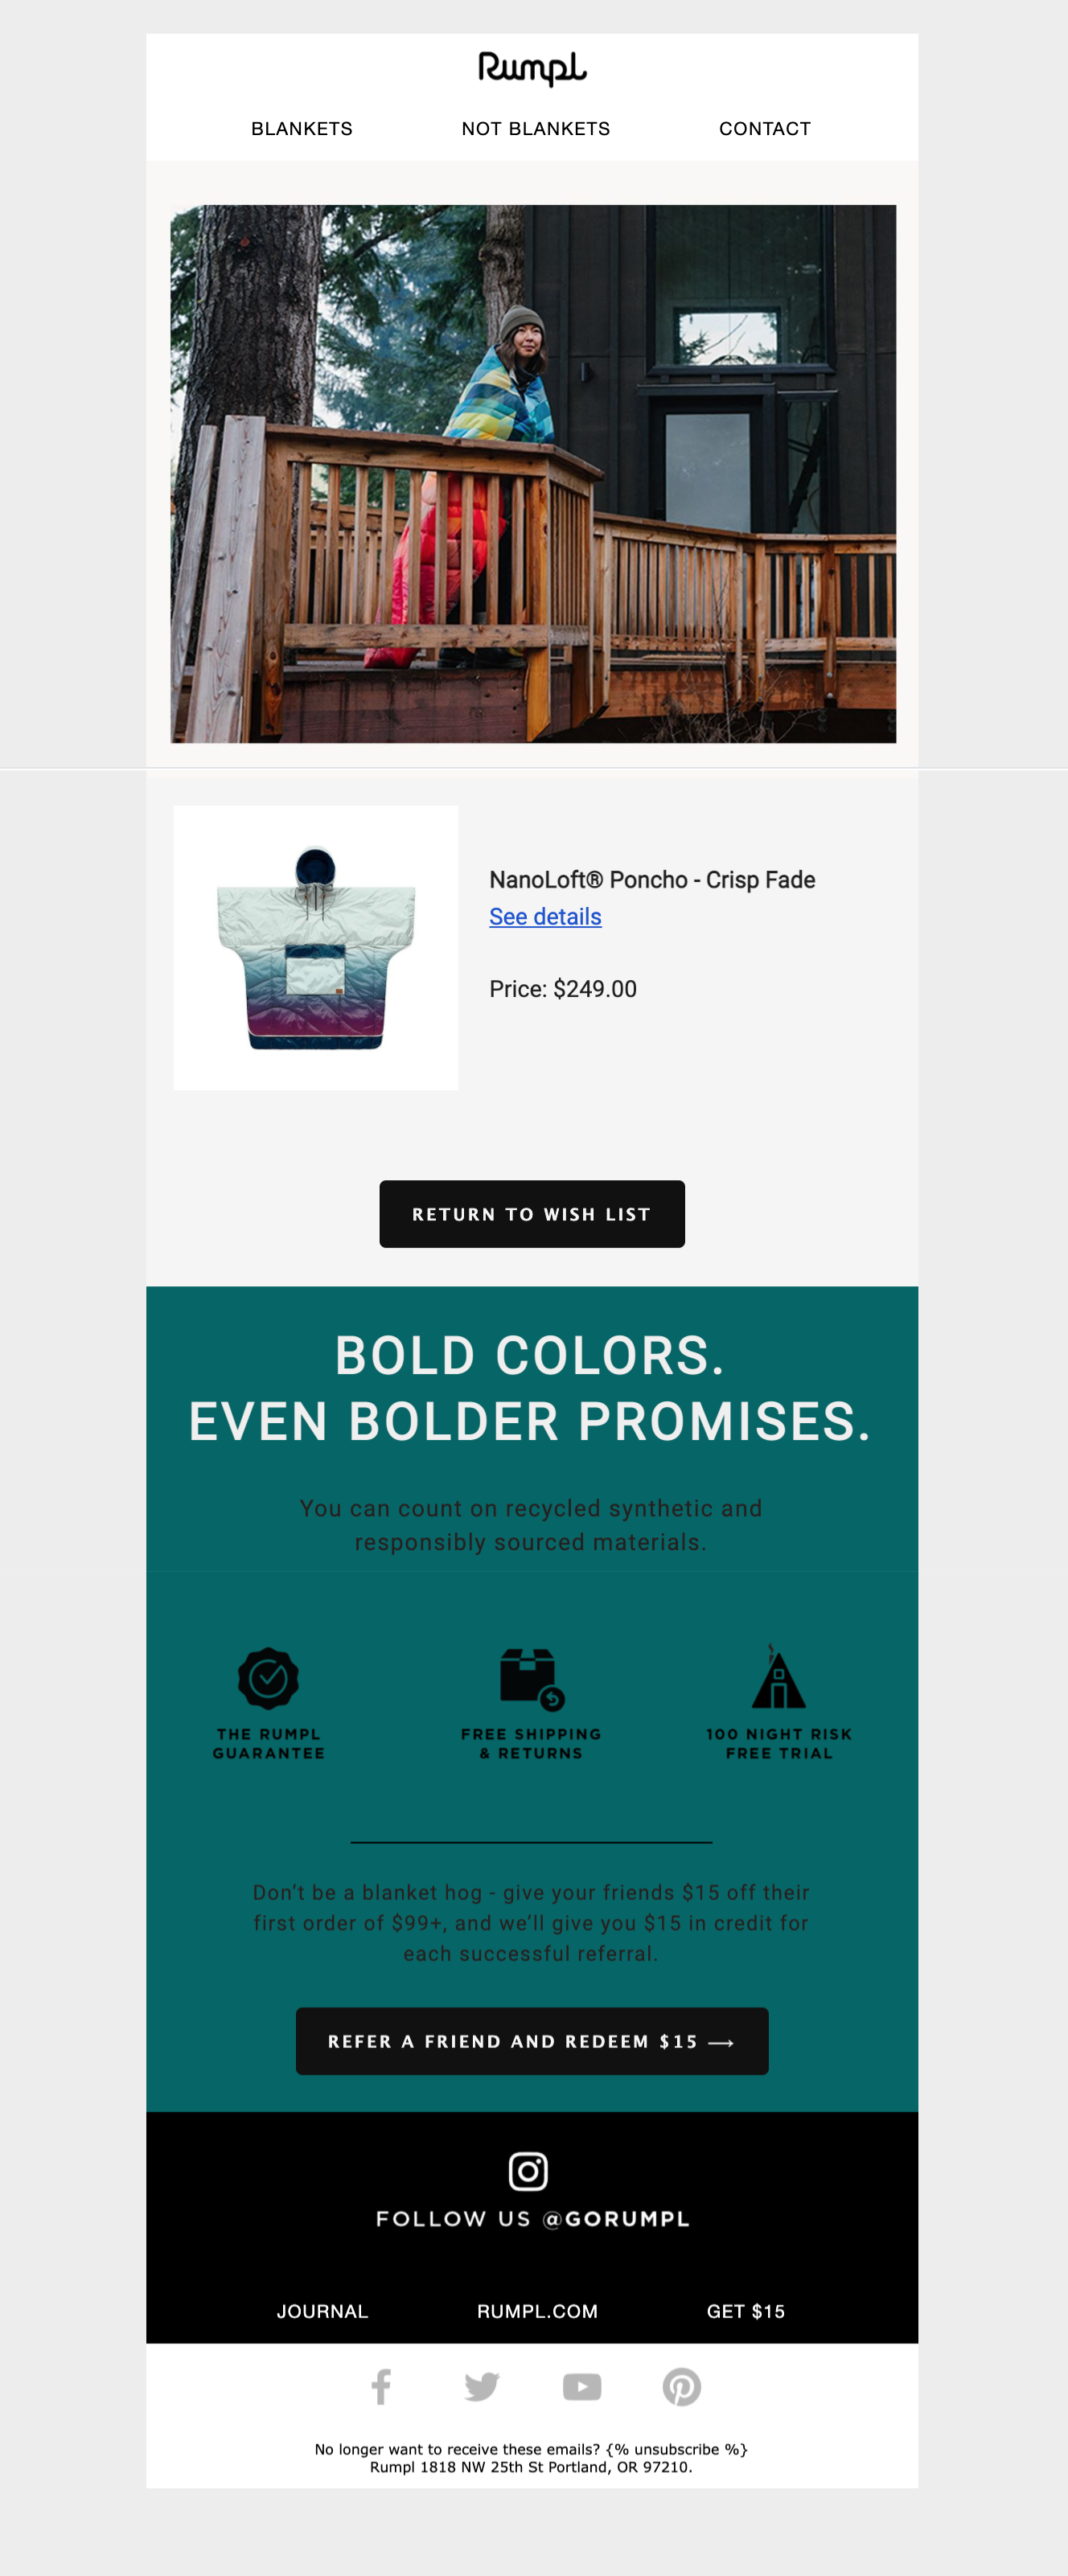 Rumpl
BLANKETS
NOT BLANKETS
CONTACT
NanoLoft® Poncho - Crisp Fade
See details
Price: $249.00
RETURN TO WISH LIST
BOLD COLORS.
EVEN BOLDER PROMISES.
You can count on recycled synthetic and
responsibly sourced materials.
THE RUMPL
GUARANTEE
FREE SHIPPING
& RETURNS
100 NIGHT RISK
FREE TRIAL
Don’t be a blanket hog - give your friends $15 off their
first order of $99+, and we’ll give you $15 in credit for
each successful referral.
REFER A FRIEND AND REDEEM $15 ⟶
FOLLOW US @GORUMPL
JOURNAL
RUMPL.COM
GET $15
No longer want to receive these emails? {% unsubscribe %}
Rumpl 1818 NW 25th St Portland, OR 97210.